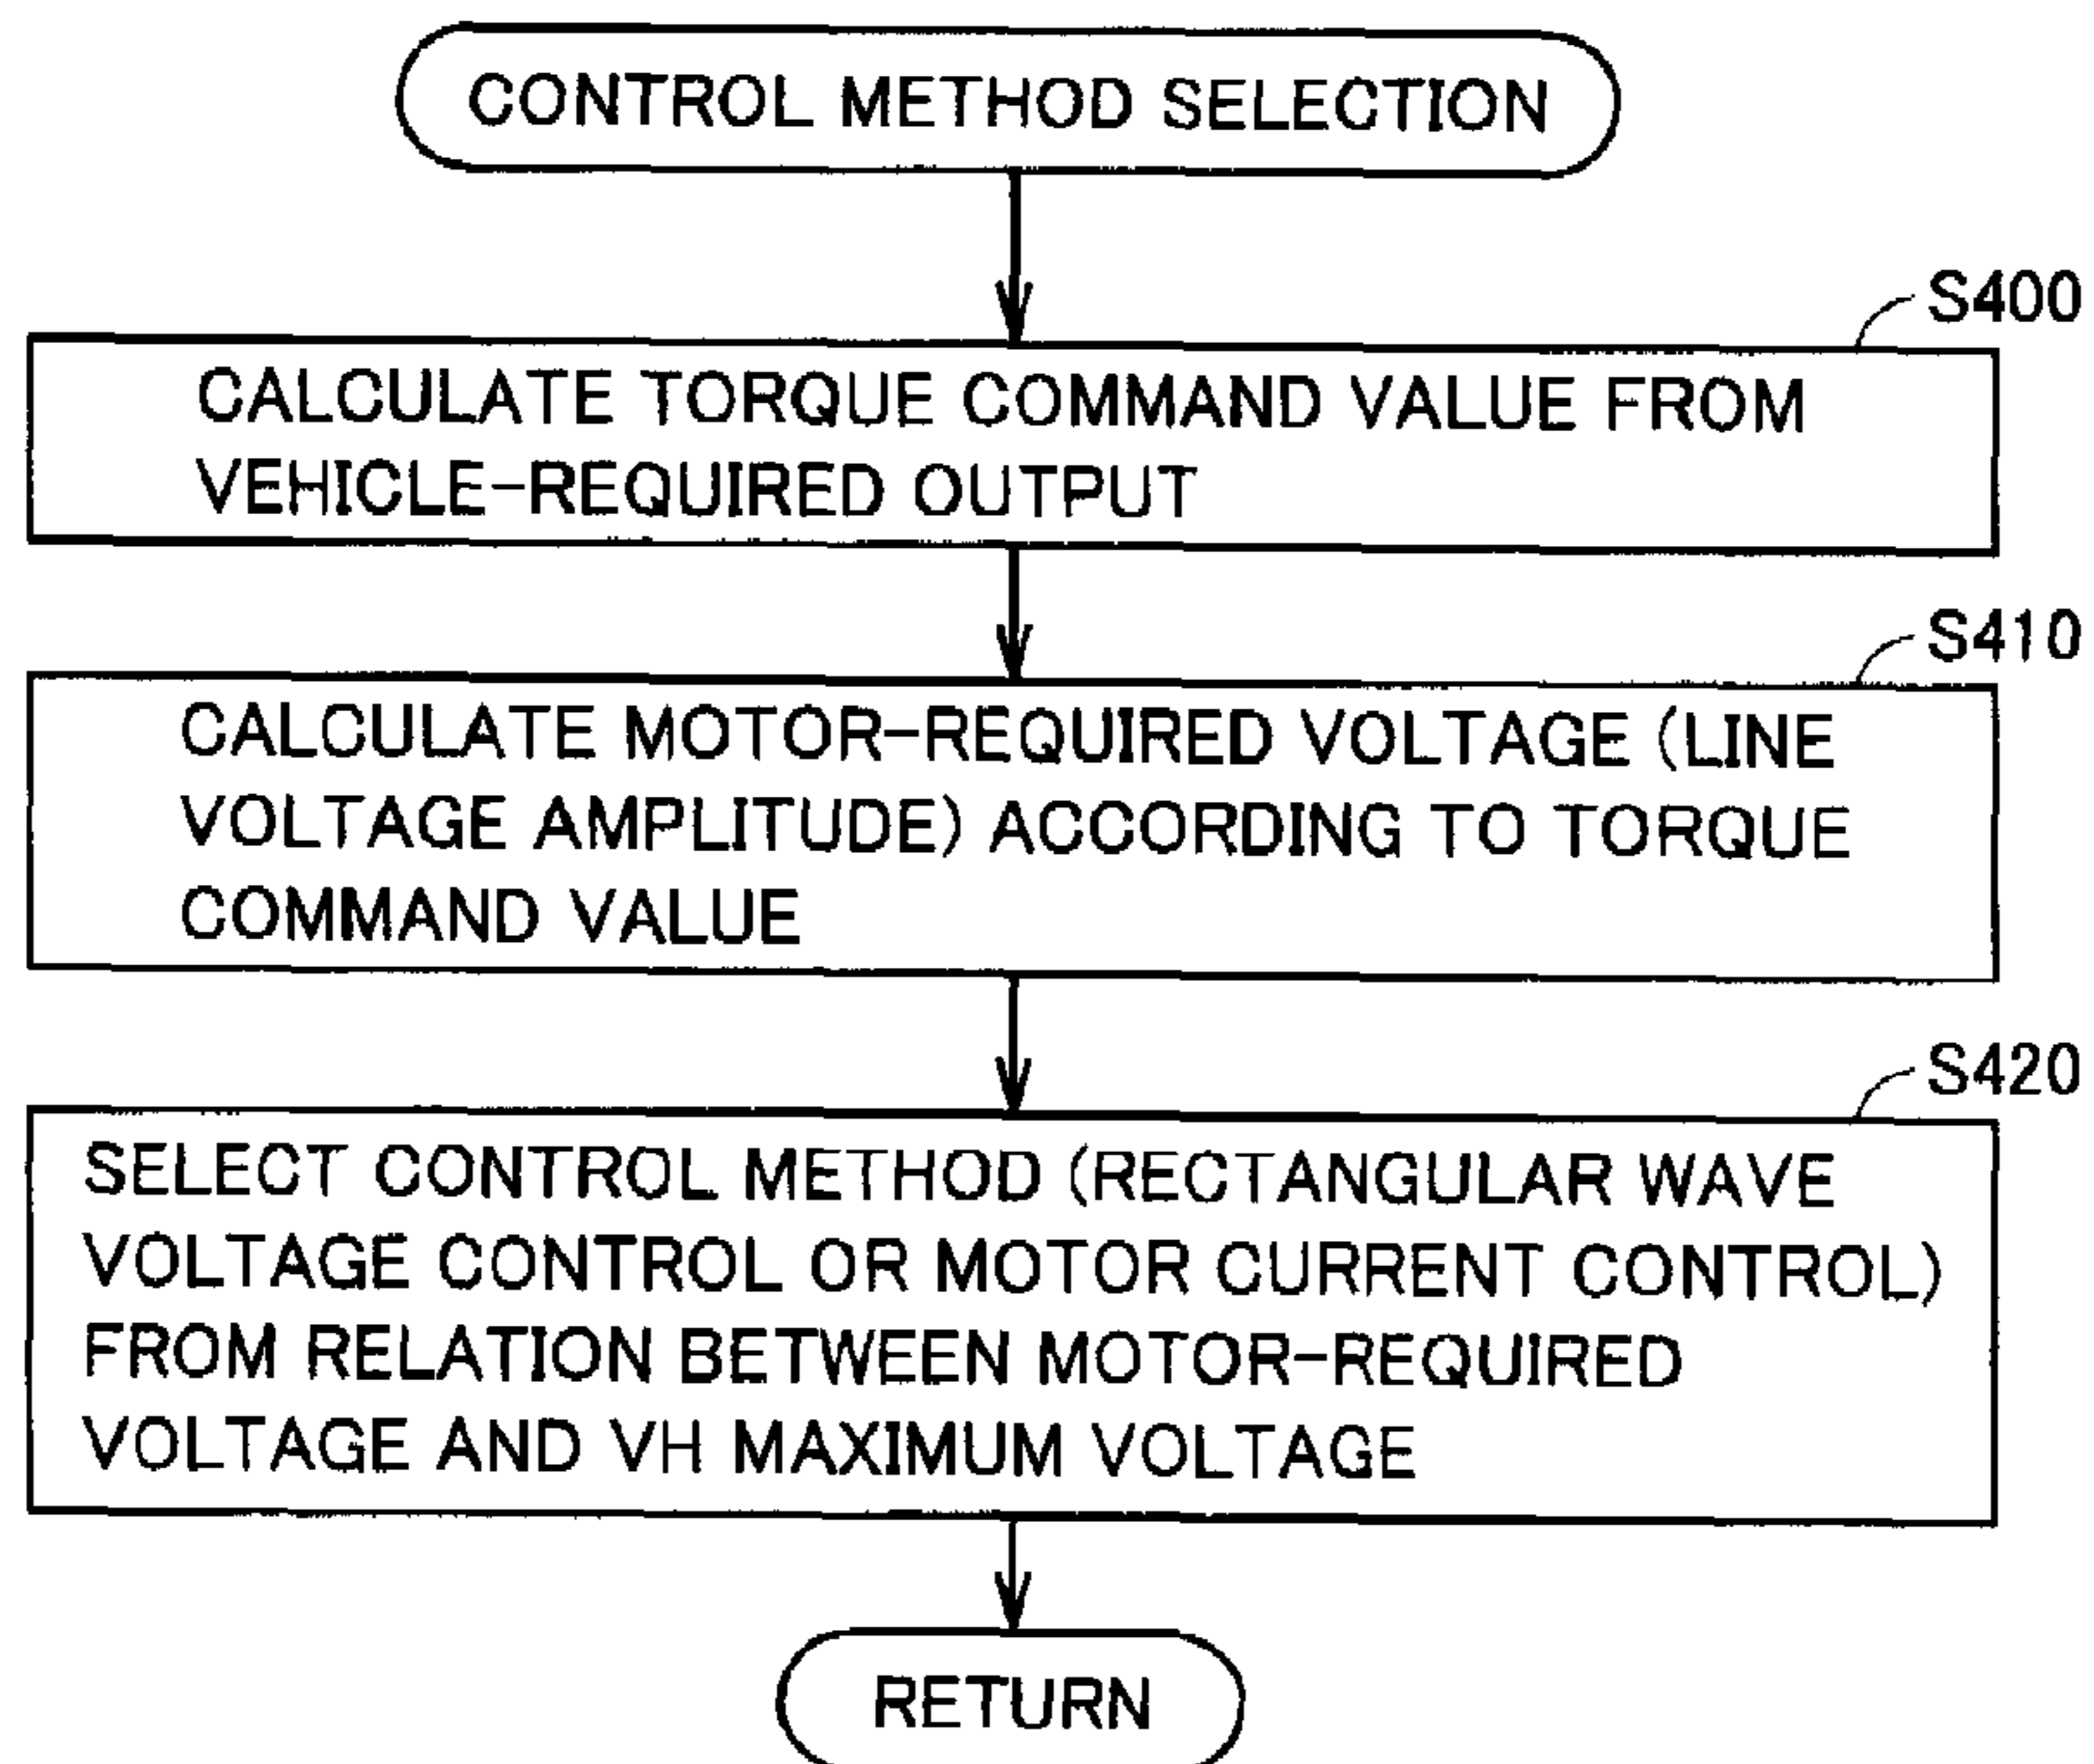 CONTROL METHOD SELECTION
S400
CALCULATE TORQUE COMMAND VALUE FROM
VEHICLE-REQUIRED OUTPUT
S410
CALCULATE MOTOR-REQUIRED VOLTAGE (LINE
VOLTAGE AMPLITUDE) ACCORDING TO TORQUE
COMMAND VALUE
S420
SELECT CONTROL METHOD (RECTANGULAR WAVE
VOLTAGE CONTROL OR MOTOR CURRENT CONTROL)
FROM RELATION BETWEEN MOTOR-REQUIRED
VOLTAGE AND VH MAXIMUM VOLTAGE
RETURN